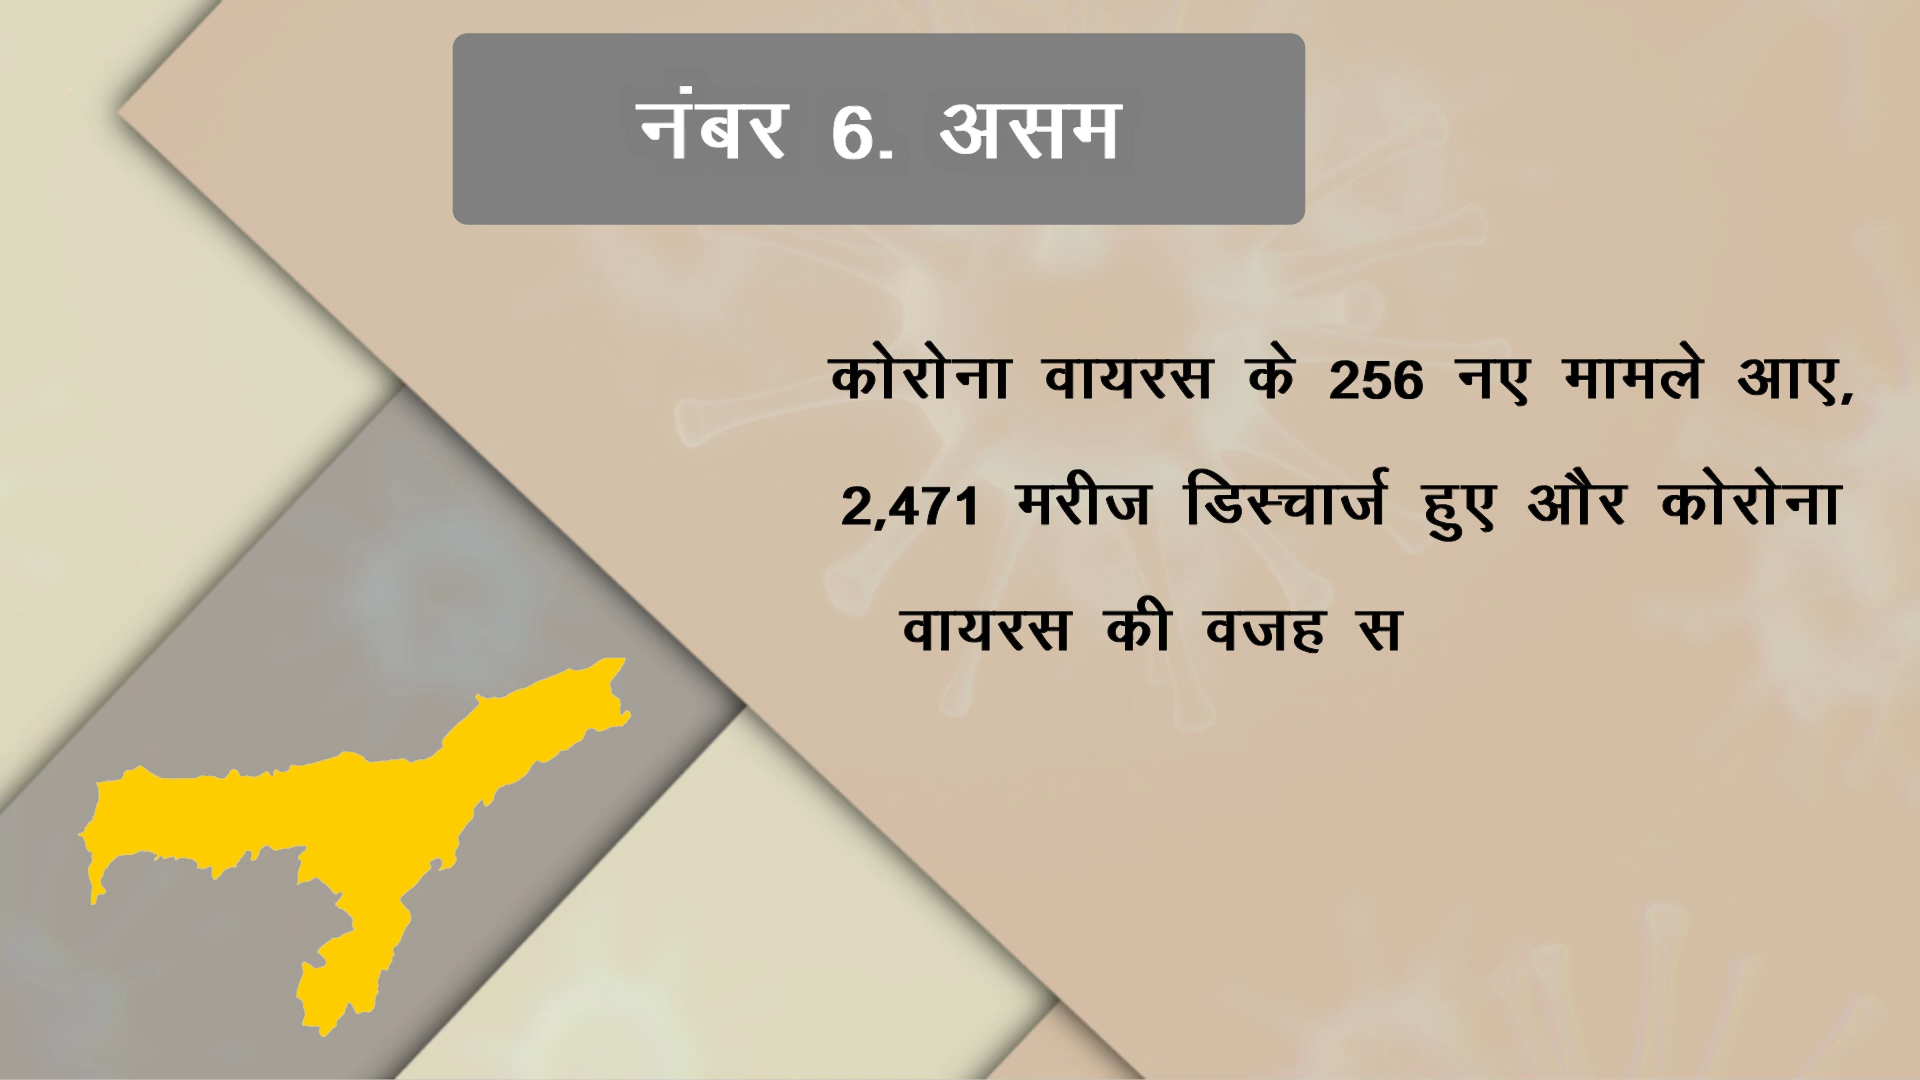 नंबर 6. असम
कोरोना वायरस के 256 नए मामले आए,
2,471 मरीज डिस्चार्ज हुए और कोरोना
वायरस की वजह स